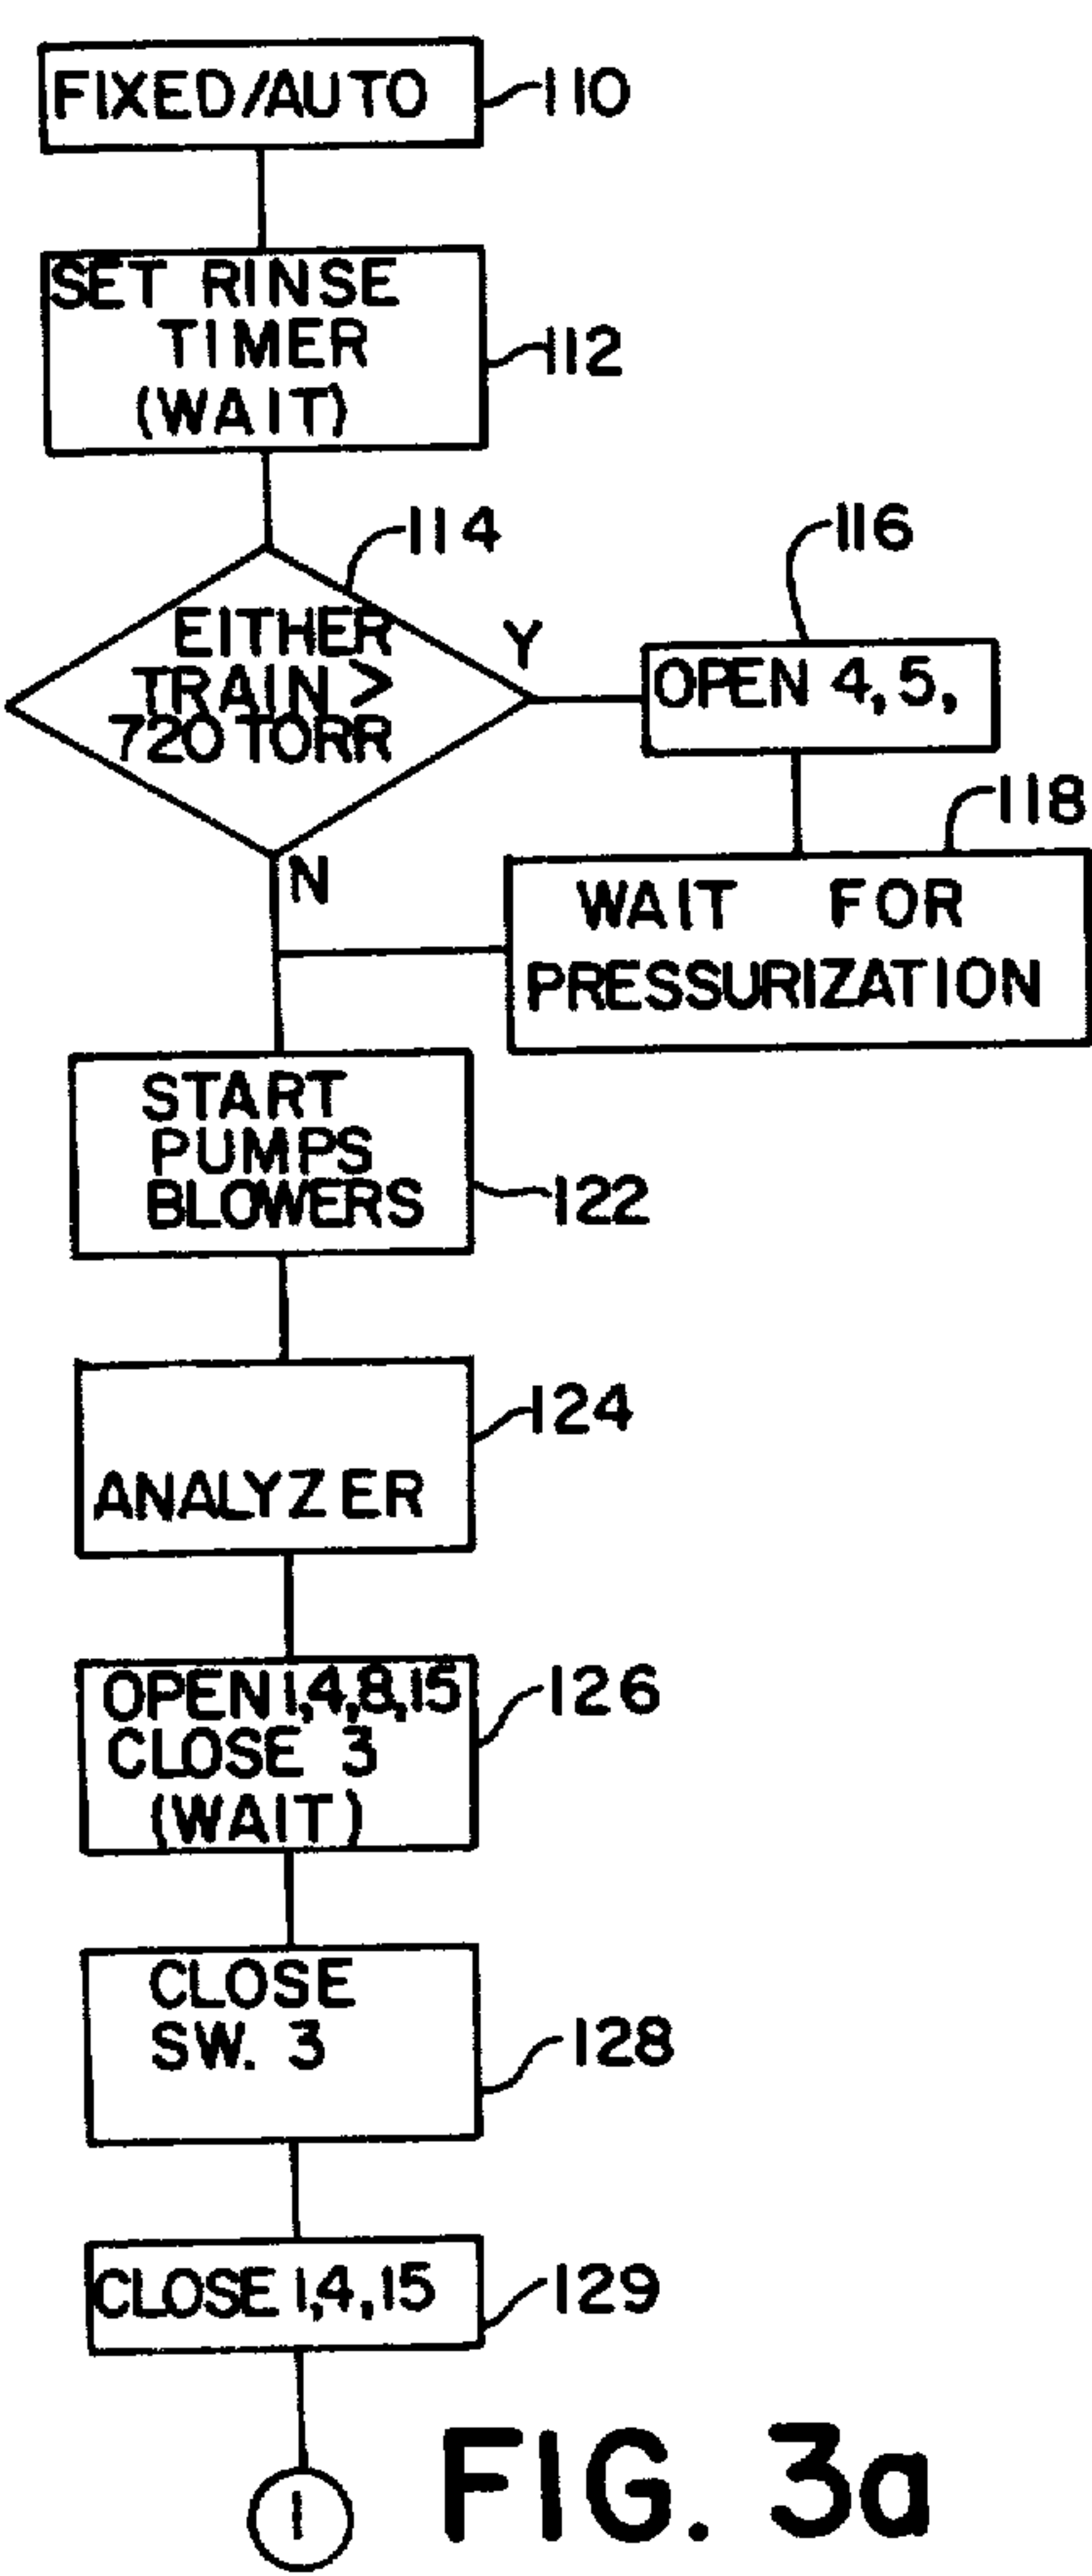 FIXED/AUTO
110
SET RINSE
TIMER
(WAIT)
112
114
EITHER
TRAIN >
720 TORR
Y
N
116
OPEN 4, 5,
118
WAIT FOR
PRESSURIZATION
START
PUMPS
BLOWERS
122
124
ANALYZER
OPEN 1,4,8,15
CLOSE 3
(WAIT)
126
CLOSE
SW. 3
128
CLOSE 1,4,15
129
1
FIG. 3a